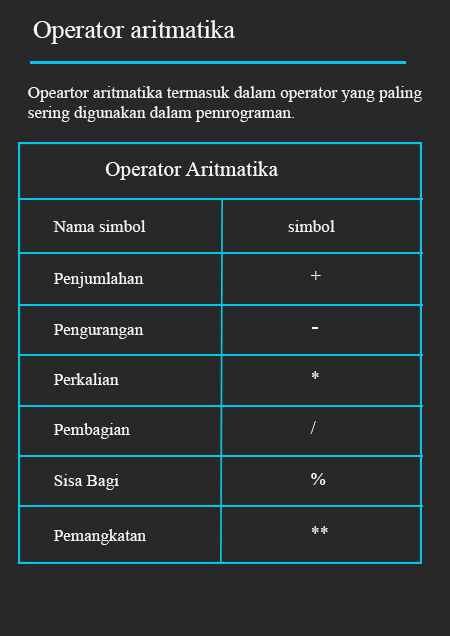 Operator aritmatika
Opeartor aritmatika termasuk dalam operator yang paling
sering digunakan dalam pemrograman.
Operator Aritmatika
Nama simbol simbol
Penjumlahan +
Pengurangan -
Perkalian *
Pembagian /
Sisa Bagi %
Pemangkatan **